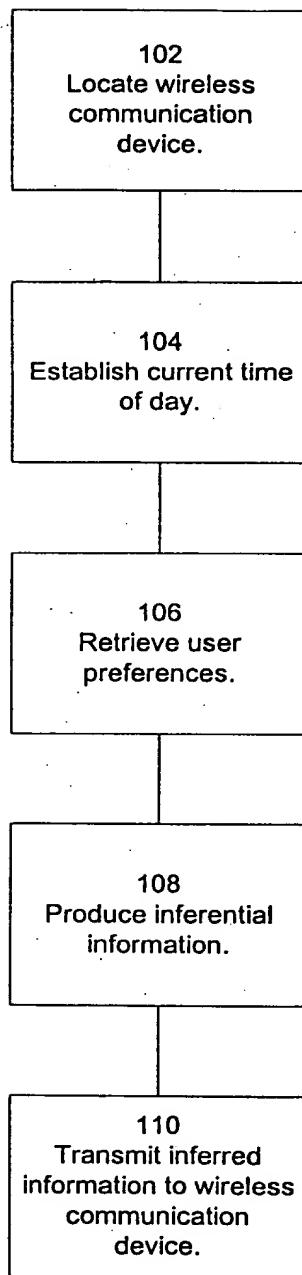 102
Locate wireless
communication
device.
104
Establish current time
of day.
106
Retrieve user
preferences.
108
Produce inferential
information.
110
Transmit inferred
information to wireless
communication
device.